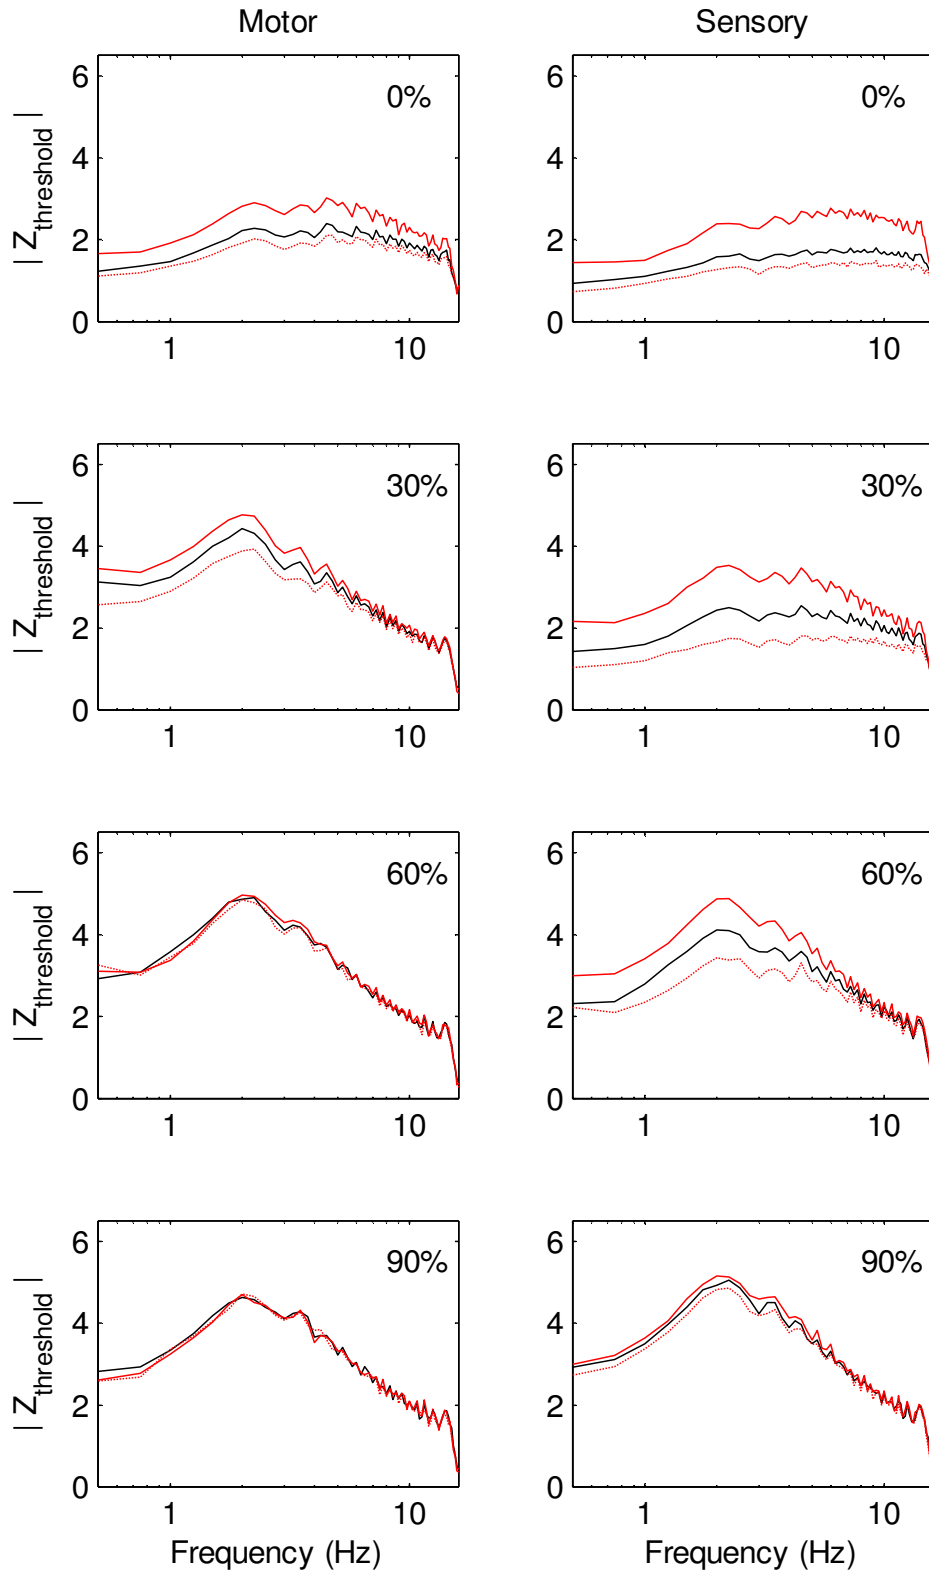 Motor Sensory
6 0% 6 0%
4 4
2 2
0 0
1 10 1 10
| Z_threshold |
6 30% 6 30%
4 4
2 2
0 0
1 10 1 10
| Z_threshold |
6 60% 6 60%
4 4
2 2
0 0
1 10 1 10
| Z_threshold |
6 90% 6 90%
4 4
2 2
0 0
1 10 1 10
| Z_threshold |
Frequency (Hz) Frequency (Hz)